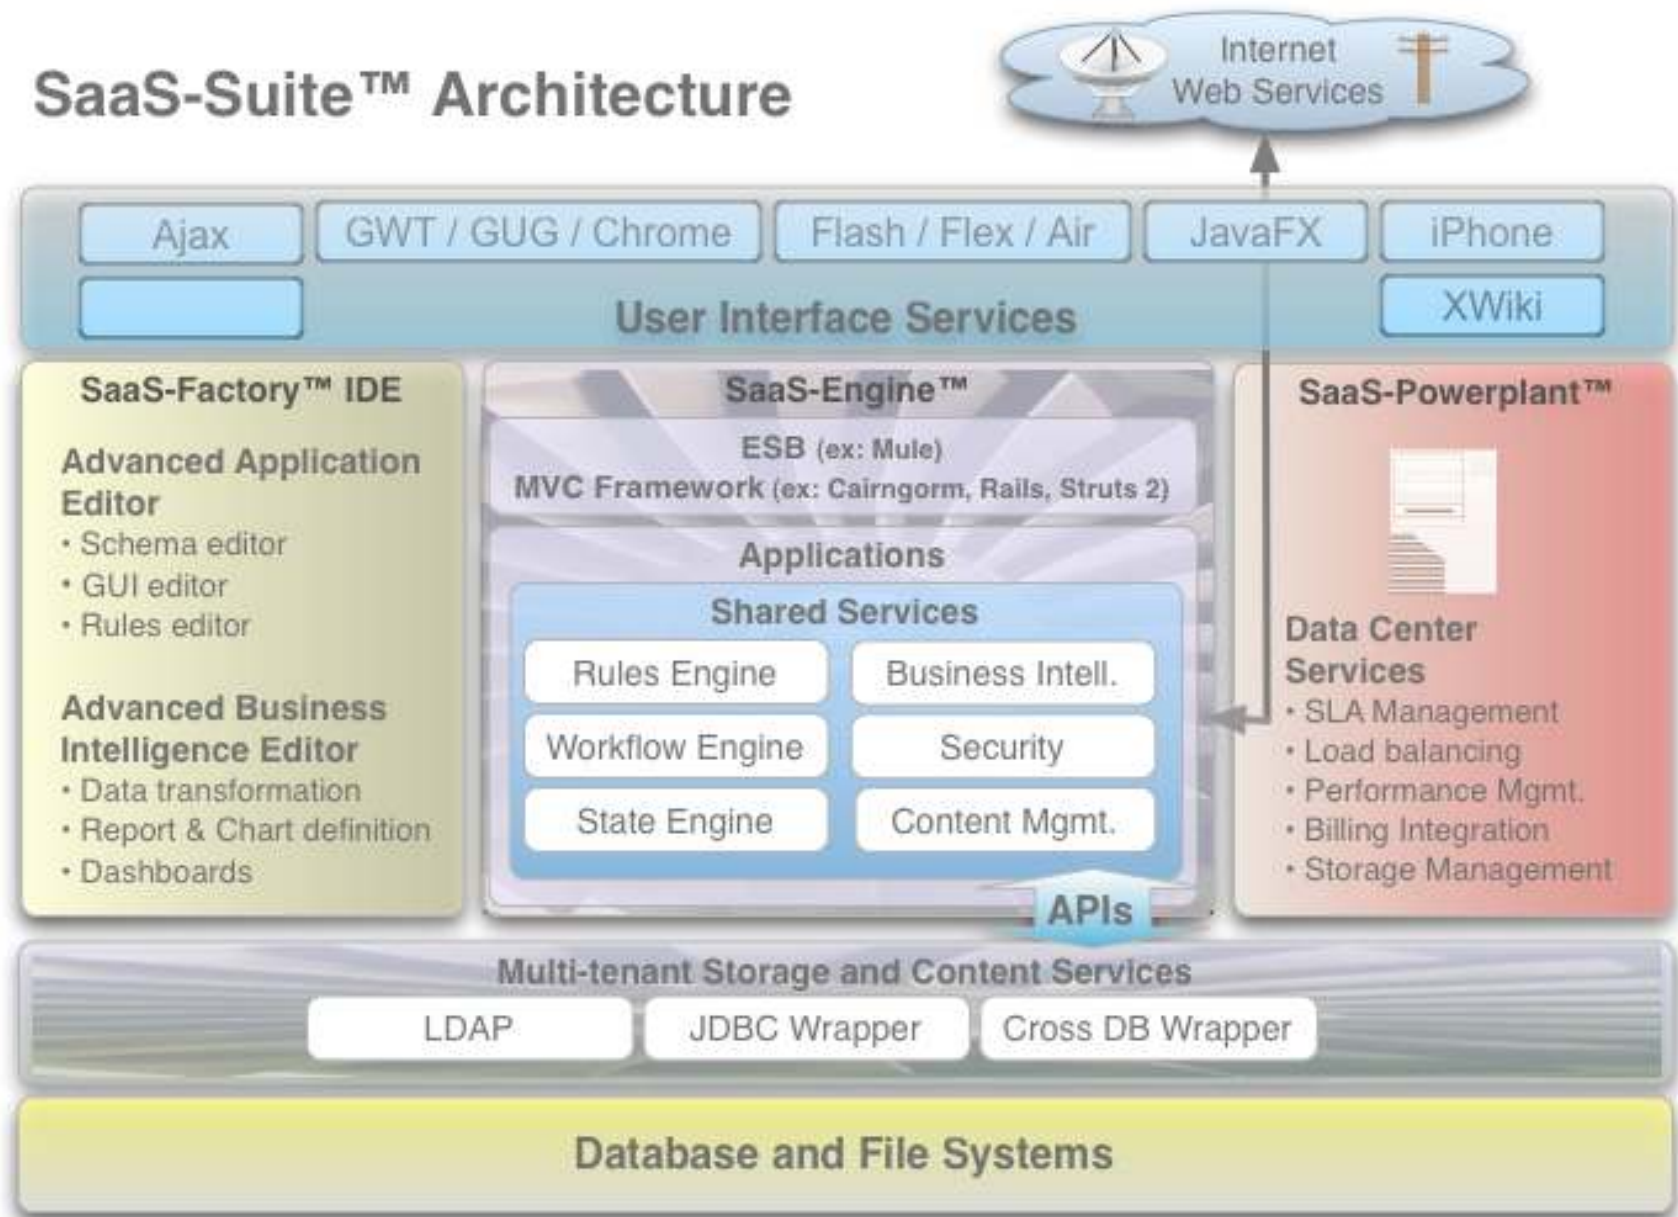 SaaS-Suite™ Architecture
Internet
Web Services
Ajax
GWT / GUG / Chrome
Flash / Flex / Air
JavaFX
iPhone
XWiki
User Interface Services
SaaS-Factory™ IDE
Advanced Application
Editor
• Schema editor
• GUI editor
• Rules editor
Advanced Business
Intelligence Editor
• Data transformation
• Report & Chart definition
• Dashboards
SaaS-Engine™
ESB (ex: Mule)
MVC Framework (ex: Cairngorm, Rails, Struts 2)
Applications
Shared Services
Rules Engine
Business Intell.
Workflow Engine
Security
State Engine
Content Mgmt.
APIs
SaaS-Powerplant™
Data Center
Services
• SLA Management
• Load balancing
• Performance Mgmt.
• Billing Integration
• Storage Management
Multi-tenant Storage and Content Services
LDAP
JDBC Wrapper
Cross DB Wrapper
Database and File Systems